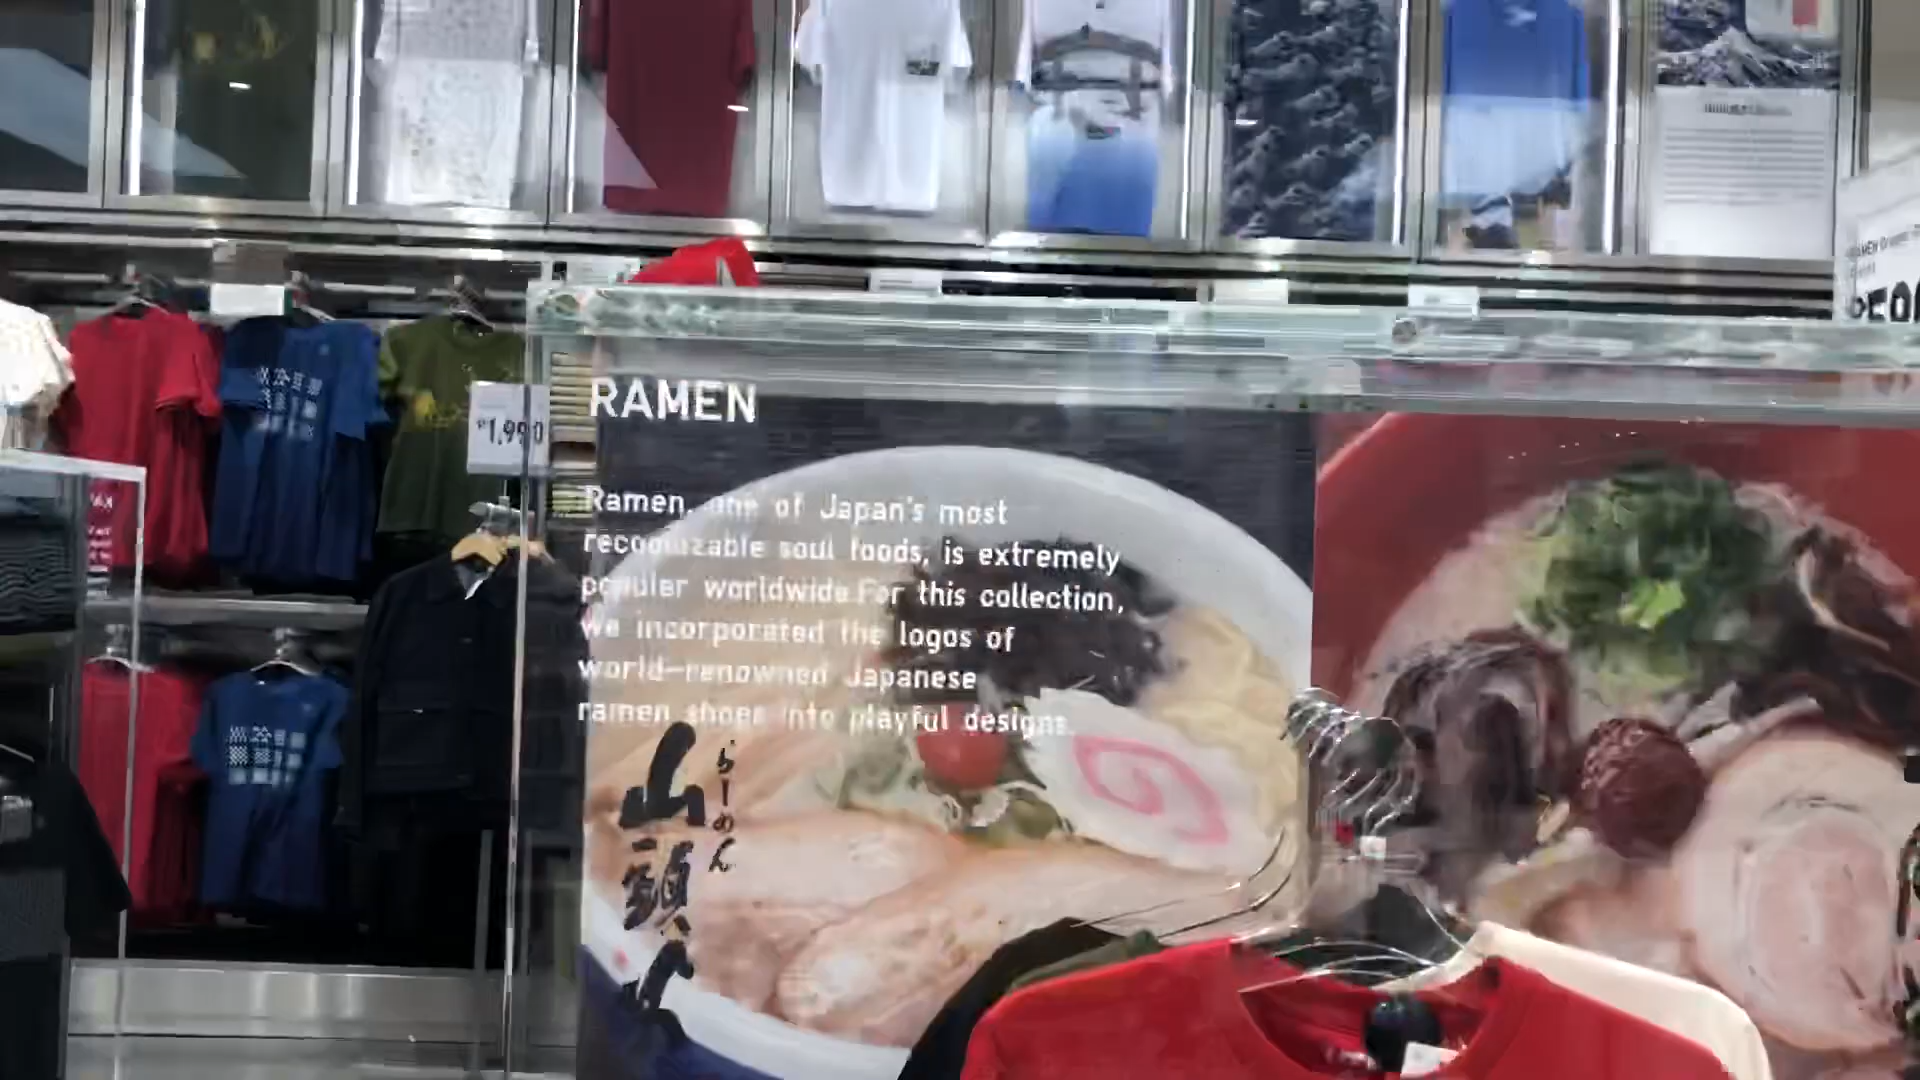 RAMEN
Ramen, one of Japan's most
recognizable soul foods, is extremely
popular worldwide.For this collection,
we incorporated the logos of
world-renowned Japanese
ramen shops into playful designs.
らーめん
山頭火
1,990